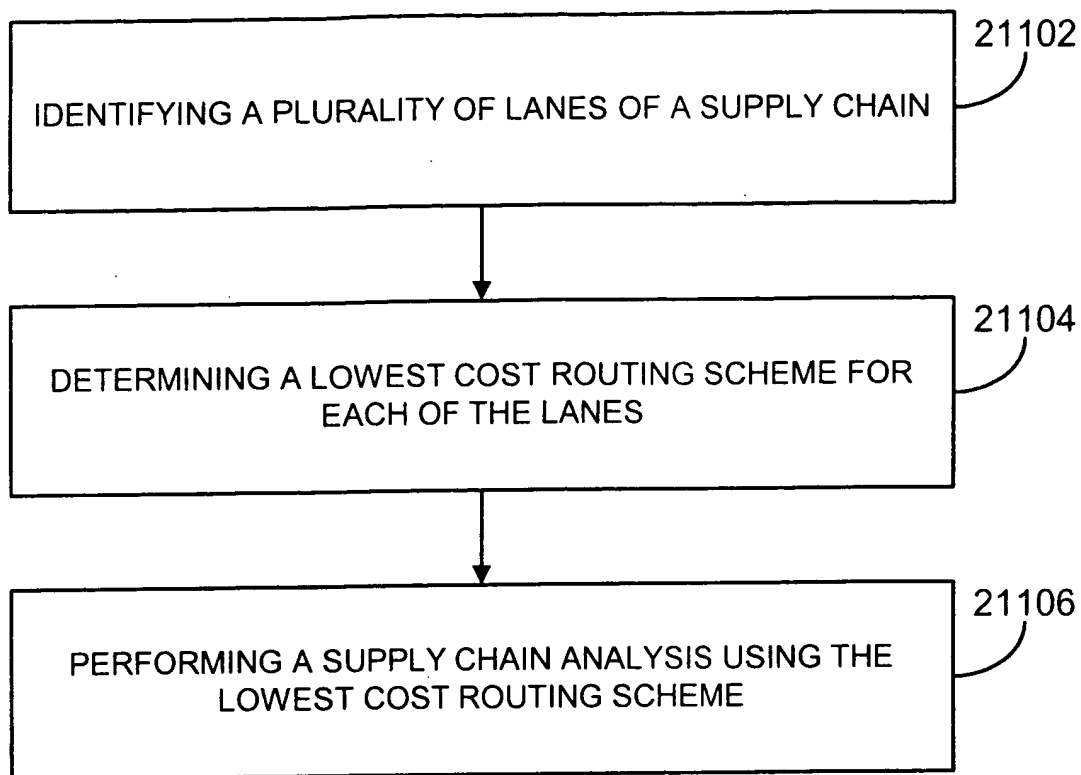 21102
IDENTIFYING A PLURALITY OF LANES OF A SUPPLY CHAIN
21104
DETERMINING A LOWEST COST ROUTING SCHEME FOR
EACH OF THE LANES
21106
PERFORMING A SUPPLY CHAIN ANALYSIS USING THE
LOWEST COST ROUTING SCHEME